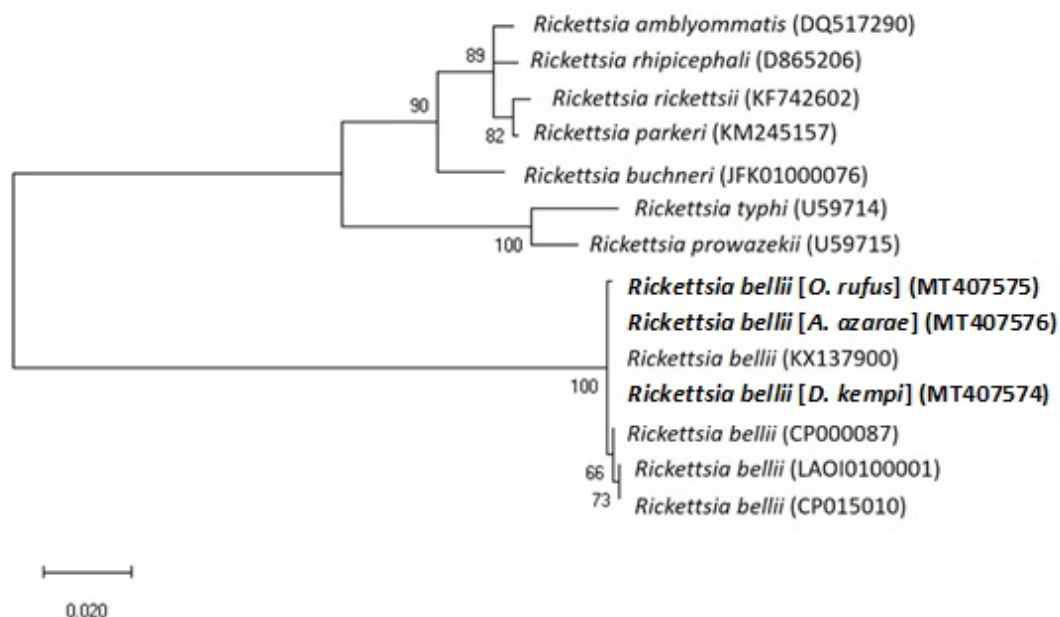 Rickettsia amblyommatis (DQ517290)
89
Rickettsia rhipicephali (D865206)
90
Rickettsia rickettsii (KF742602)
82
Rickettsia parkeri (KM245157)
Rickettsia buchneri (JFK01000076)
Rickettsia typhi (U59714)
100
Rickettsia prowazekii (U59715)
Rickettsia bellii [O. rufus] (MT407575)
Rickettsia bellii [A. azarae] (MT407576)
Rickettsia bellii (KX137900)
100
Rickettsia bellii [D. kempi] (MT407574)
Rickettsia bellii (CP000087)
66
Rickettsia bellii (LAOI0100001)
73
Rickettsia bellii (CP015010)
0.020